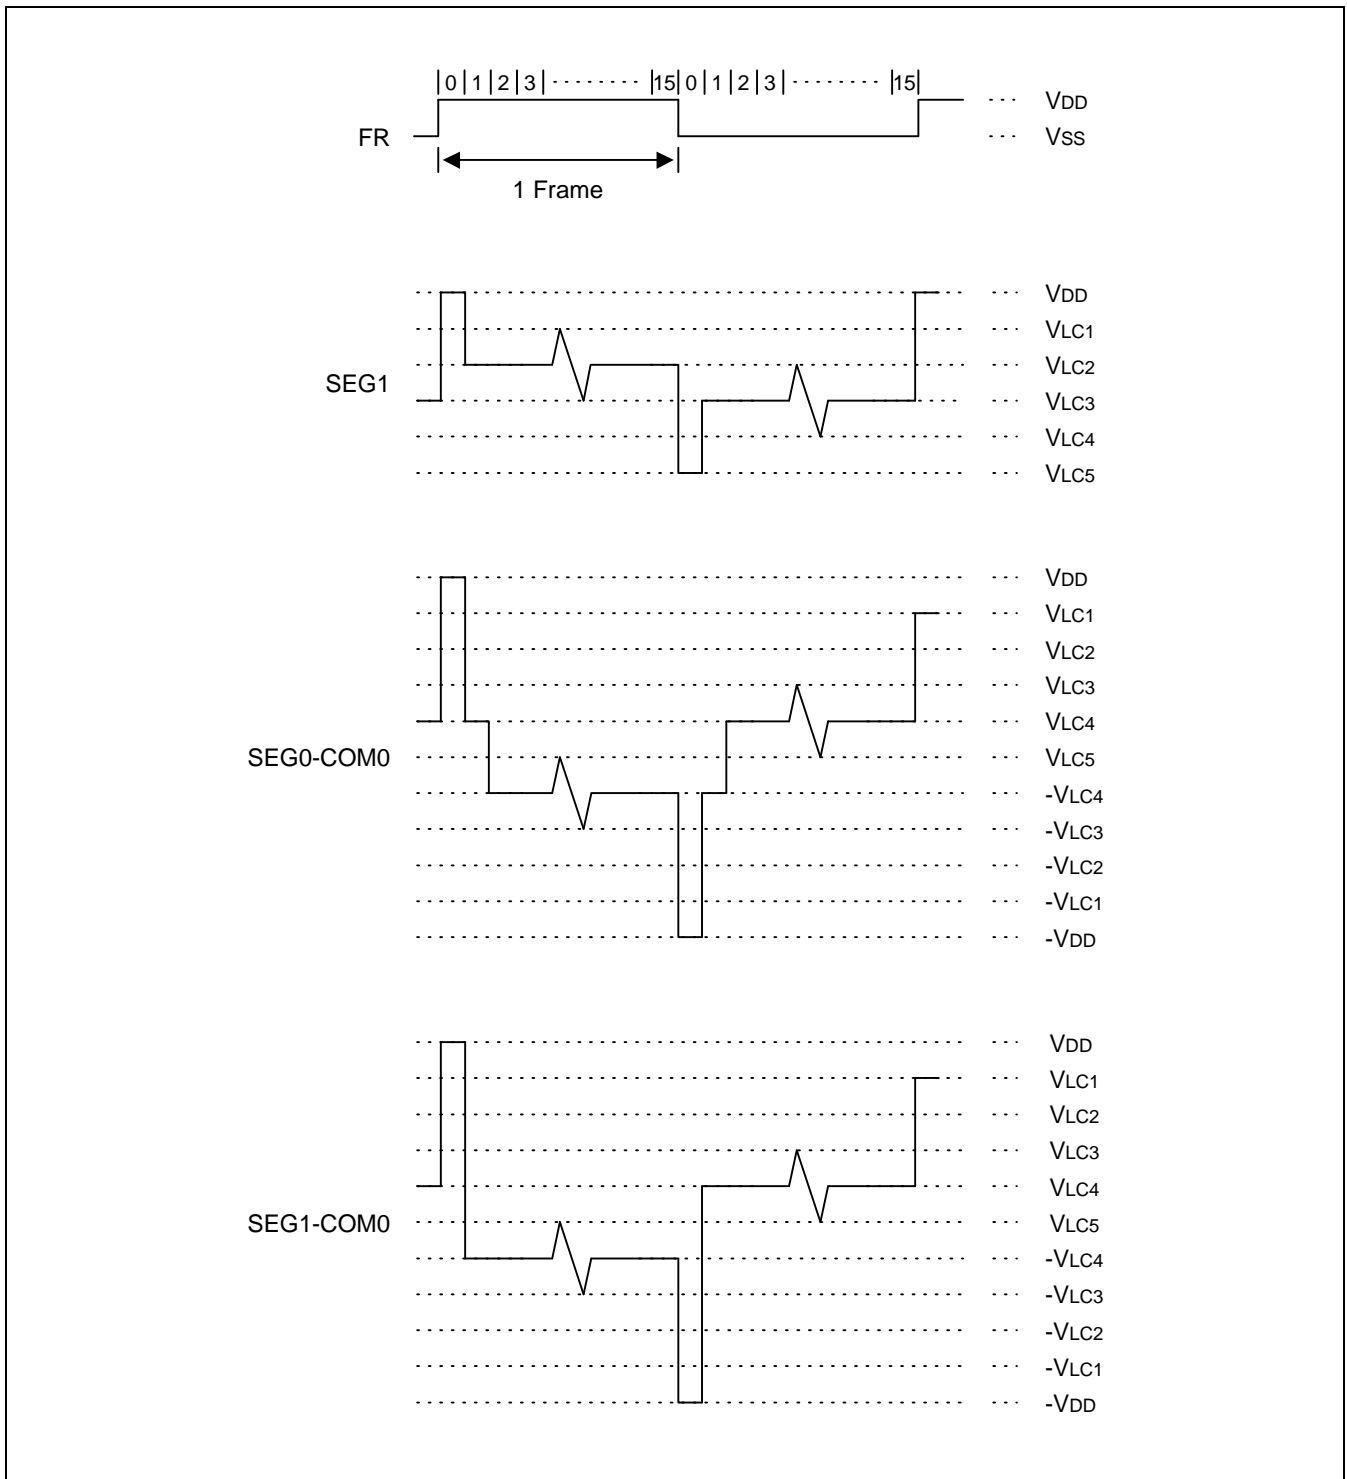 0 1 2 3 ········ 15 0 1 2 3 ········ 15
VDD
FR
VSS
1 Frame
VDD
VLC1
VLC2
SEG1
VLC3
VLC4
VLC5
VDD
VLC1
VLC2
VLC3
VLC4
SEG0-COM0
VLC5
-VLC4
-VLC3
-VLC2
-VLC1
-VDD
VDD
VLC1
VLC2
VLC3
VLC4
SEG1-COM0
VLC5
-VLC4
-VLC3
-VLC2
-VLC1
-VDD